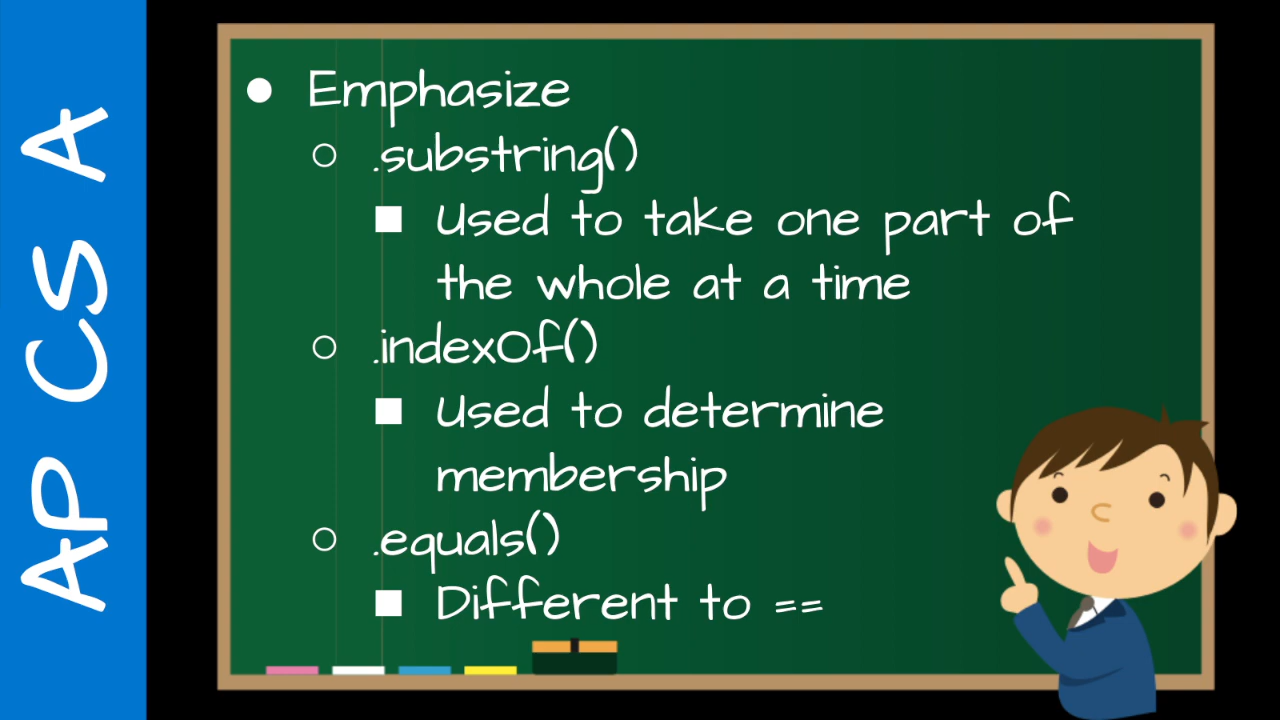 AP CS A
Emphasize
.substring()
Used to take one part of
the whole at a time
.indexOf()
Used to determine
membership
.equals()
Different to ==